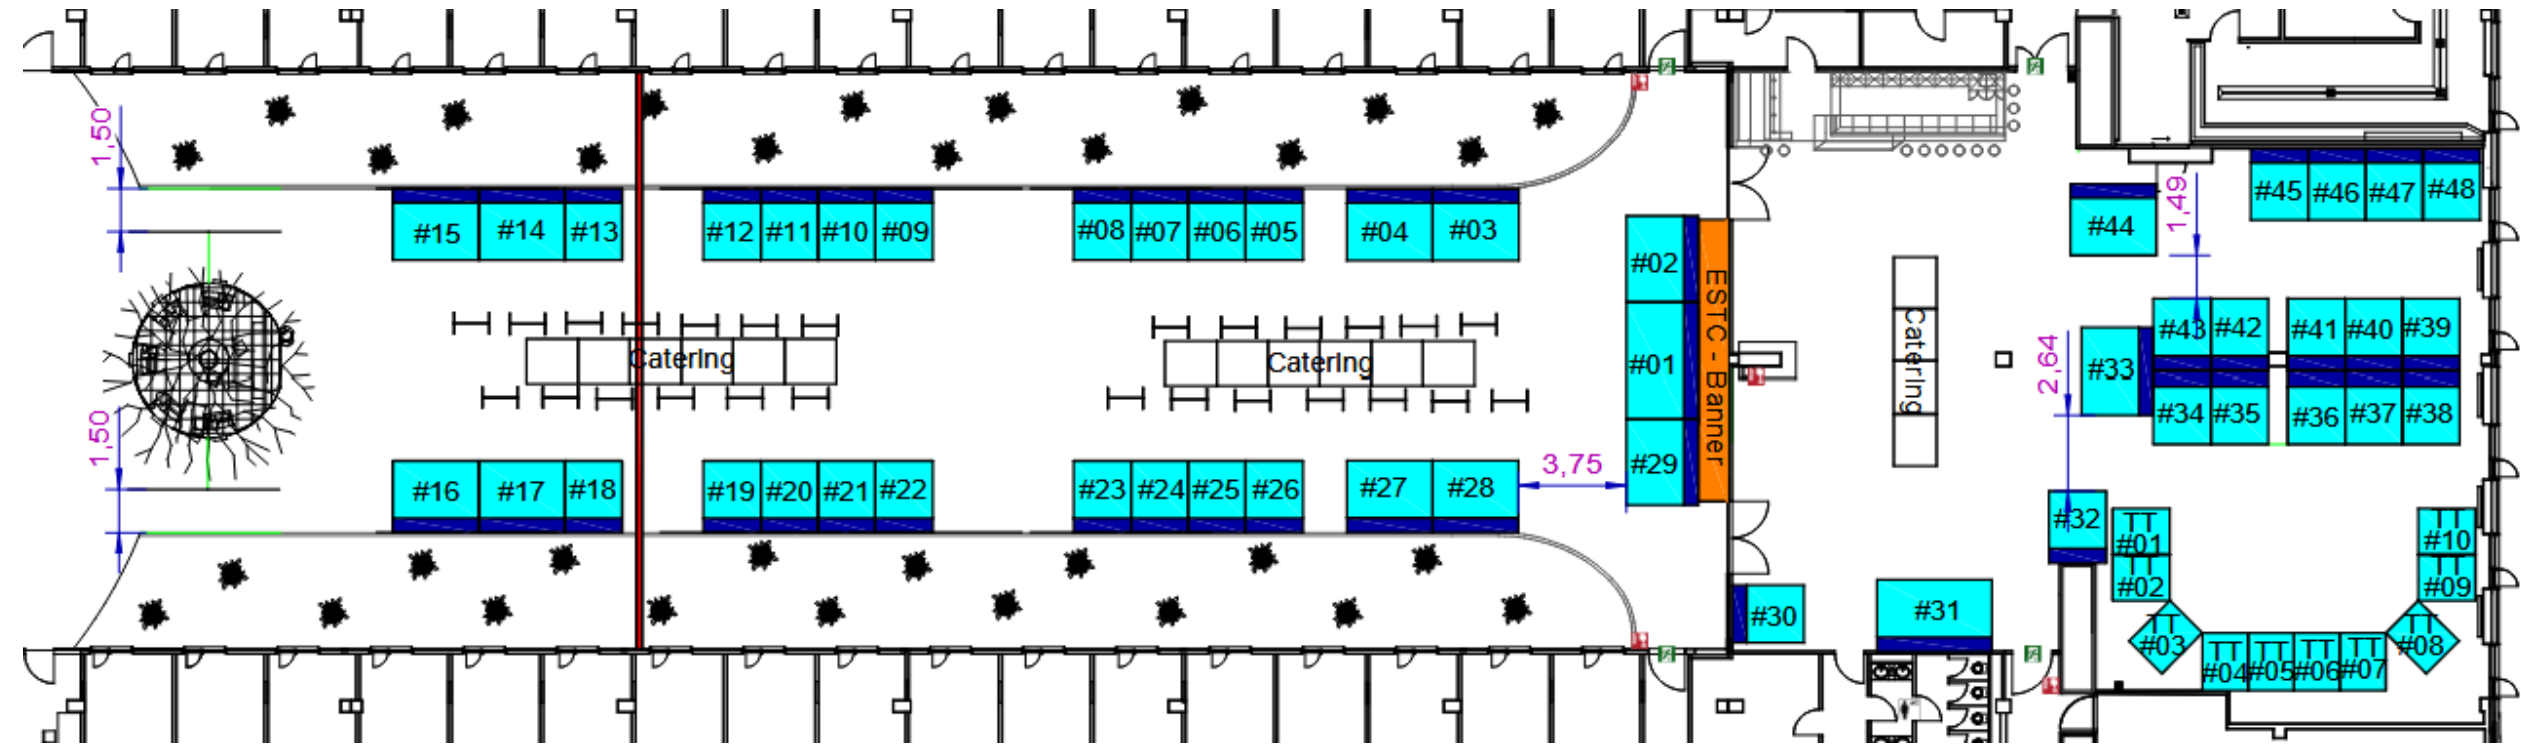 1,50
#15 #14 #13 #12 #11 #10 #09 #08 #07 #06 #05 #04 #03
Catering
Catering
1,50
#16 #17 #18 #19 #20 #21 #22 #23 #24 #25 #26 #27 #28
3,75
#02
#01
#29
ESTC - Banner
#30
#31
Catering
#45 #46 #47 #48
#44
1,49
#43 #42 #41 #40 #39
#33
2,64
#34 #35 #36 #37 #38
#32
TT
#01
TT
#02
TT
#03
TT
#04
TT
#05
TT
#06
TT
#07
TT
#08
TT
#09
TT
#10